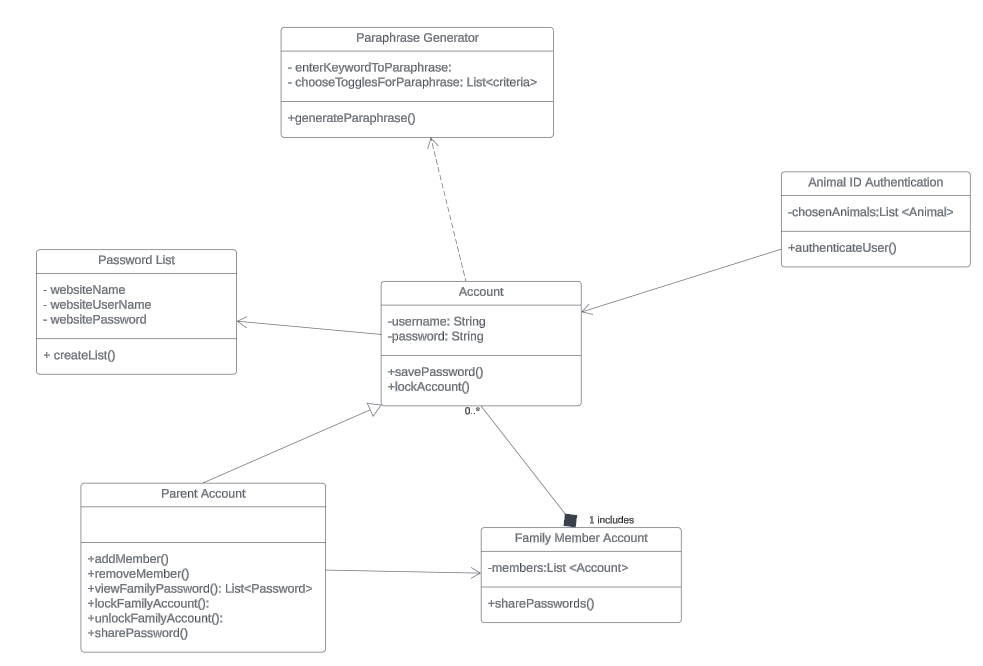 Paraphrase Generator
- enterKeywordToParaphrase:
- chooseTogglesForParaphrase: List<criteria>
+generateParaphrase()
Animal ID Authentication
-chosenAnimals:List <Animal>
+authenticateUser()
Password List
- websiteName
- websiteUserName
- websitePassword
+ createList()
Account
-username: String
-password: String
+savePassword()
+lockAccount()
0..*
Parent Account
+addMember()
+removeMember()
+viewFamilyPassword(): List<Password>
+lockFamilyAccount():
+unlockFamilyAccount():
+sharePassword()
1 includes
Family Member Account
-members:List <Account>
+sharePasswords()